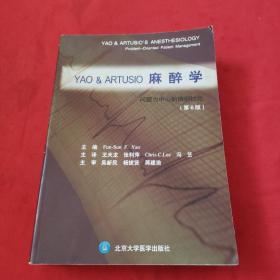 YAO & ARTUSIO'S ANESTHESIOLOGY
Problem-Oriented Patient Management
YAO & ARTUSIO 麻醉学
问题为中心的病例讨论
(第6版)
主 编 Fun-Sun F. Yao
主 译 王天龙 张利萍 Chris C.Lee 冯 艺
主 审 吴新民 杨拔贤
北京大学医学出版社